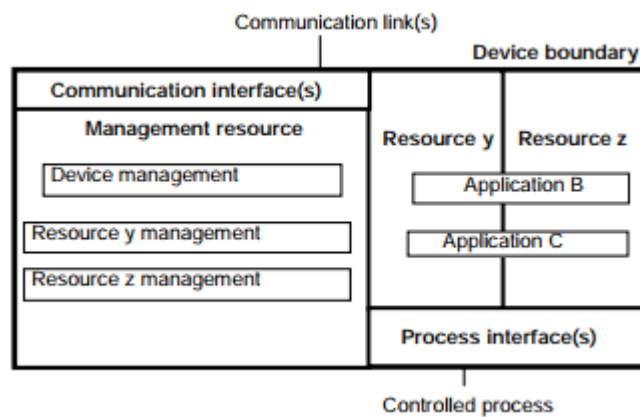 Communication link(s)
Device boundary
Communication interface(s)
Management resource
Resource y
Resource z
Device management
Application B
Resource y management
Application C
Resource z management
Process interface(s)
Controlled process